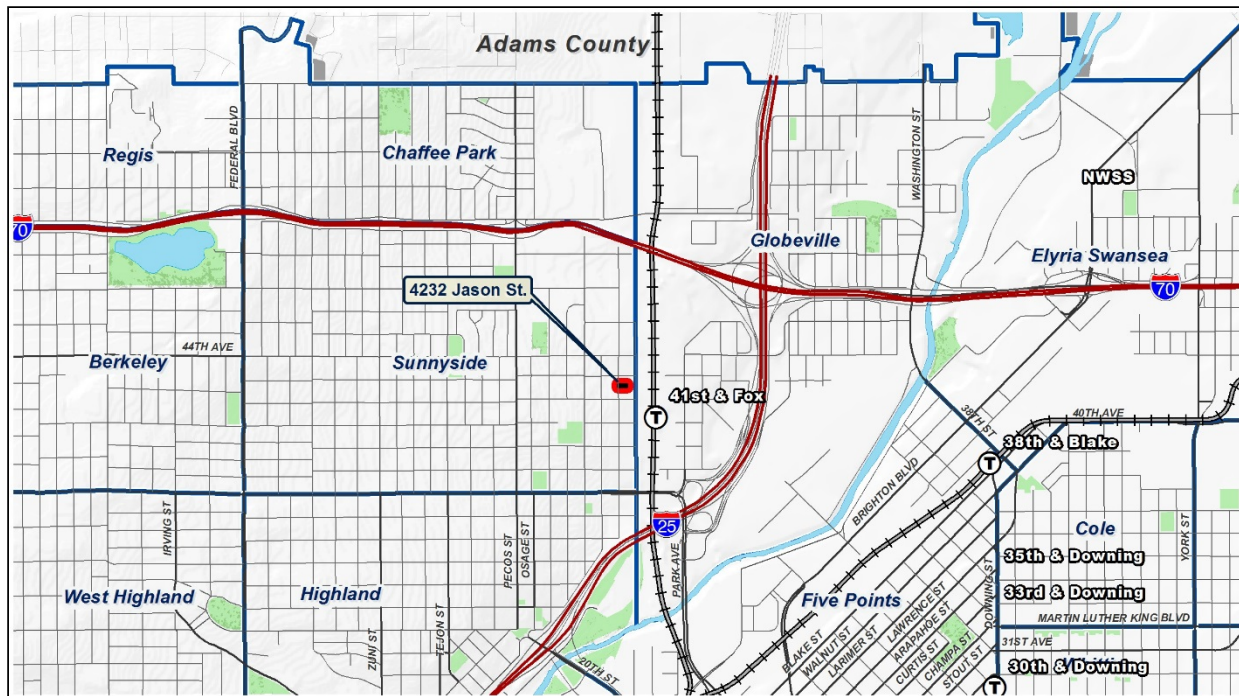 Adams County
Regis
FEDERAL BLVD
Chaffee Park
WASHINGTON ST
NWSS
70
Globeville
Elyria Swansea
70
4232 Jason St.
44TH AVE
Berkeley
Sunnyside
41st & Fox
T
38TH ST
40TH AVE
38th & Blake
T
BRIGHTON BLVD
25
IRVING ST
PECOS ST
OSAGE ST
PARK AVE
Cole
YORK ST
35th & Downing
West Highland
Highland
Five Points
33rd & Downing
DOWNING ST
MARTIN LUTHER KING BLVD
ZUNI ST
TEJON ST
20TH ST
BLAKE ST
WALNUT ST
LARIMER ST
LAWRENCE ST
ARAPAHOE ST
CURTIS ST
CHAMPA ST
STOUT ST
31ST AVE
30th & Downing
T